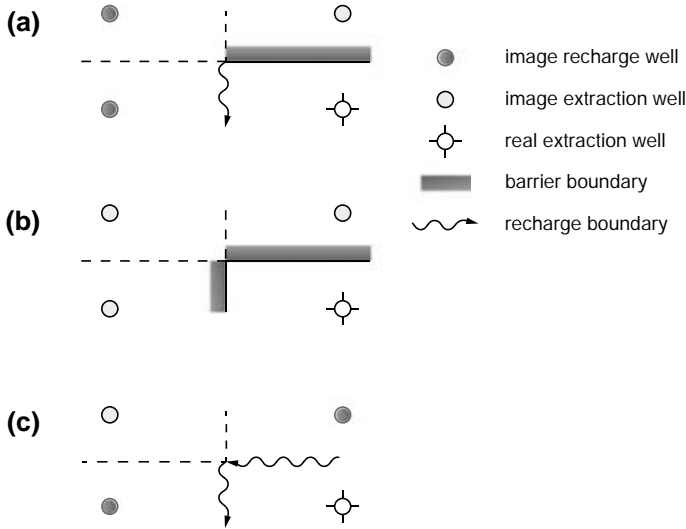 (a)
image recharge well
image extraction well
real extraction well
barrier boundary
recharge boundary
(b)
(c)